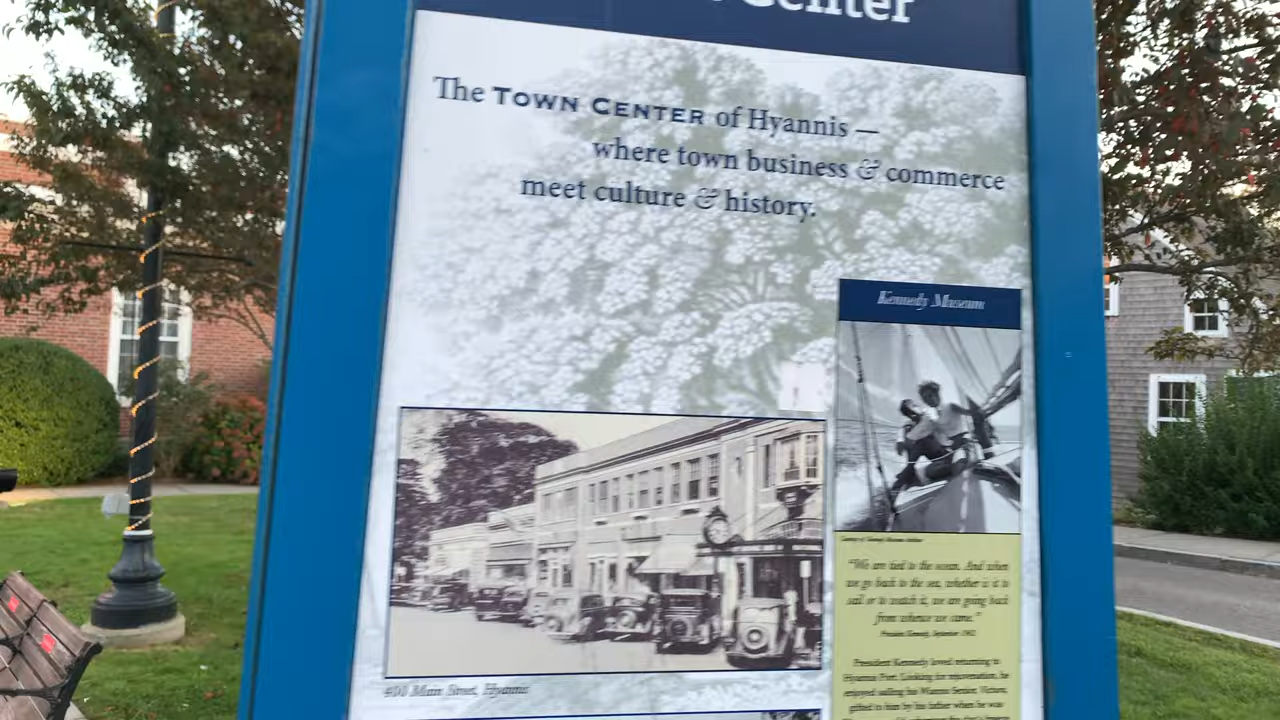 Center
The TOWN CENTER of Hyannis —
where town business & commerce
meet culture & history.
Kennedy Museum
"We are tied to the ocean. And when
we go back to the sea, whether it is to
sail or to watch it, we are going back
from whence we came."
President Kennedy, September 1962
President Kennedy loved returning to
Hyannis Port. Looking for rejuvenation, he
enjoyed sailing his Wianno Senior, Victura,
gifted to him by his father when he was
400 Main Street, Hyannis